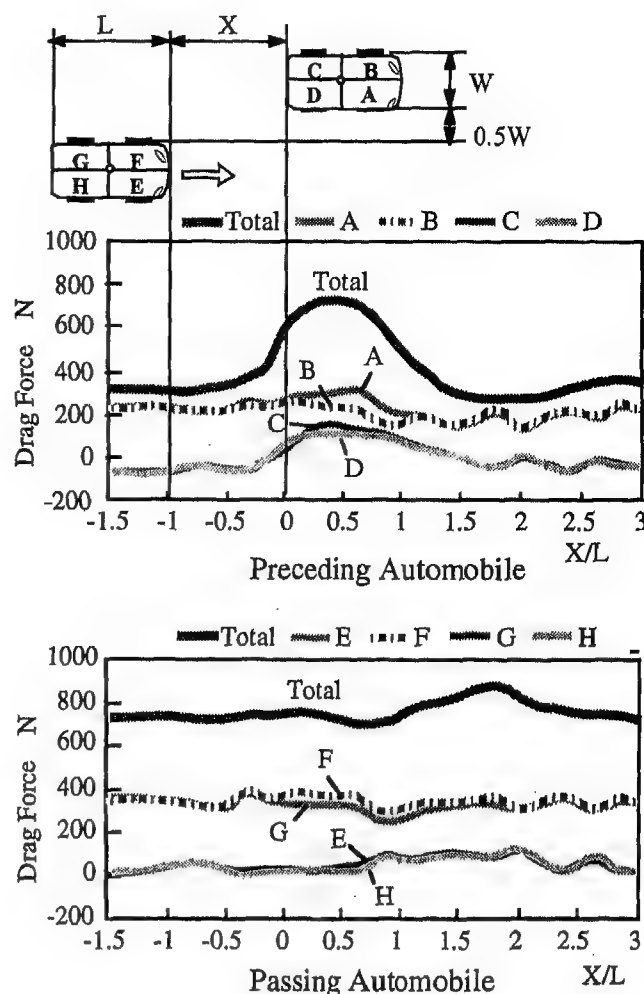 L X
C B
D A
W
0.5W
G F
H E
Total A B C D
1000
800
600
400
200
0
-200
Drag Force N
Total
A
B
C
D
-1.5 -1 -0.5 0 0.5 1 1.5 2 2.5 3
X/L
Preceding Automobile
Total E F G H
1000
800
600
400
200
0
-200
Drag Force N
Total
F
G
E
H
-1.5 -1 -0.5 0 0.5 1 1.5 2 2.5 3
Passing Automobile X/L